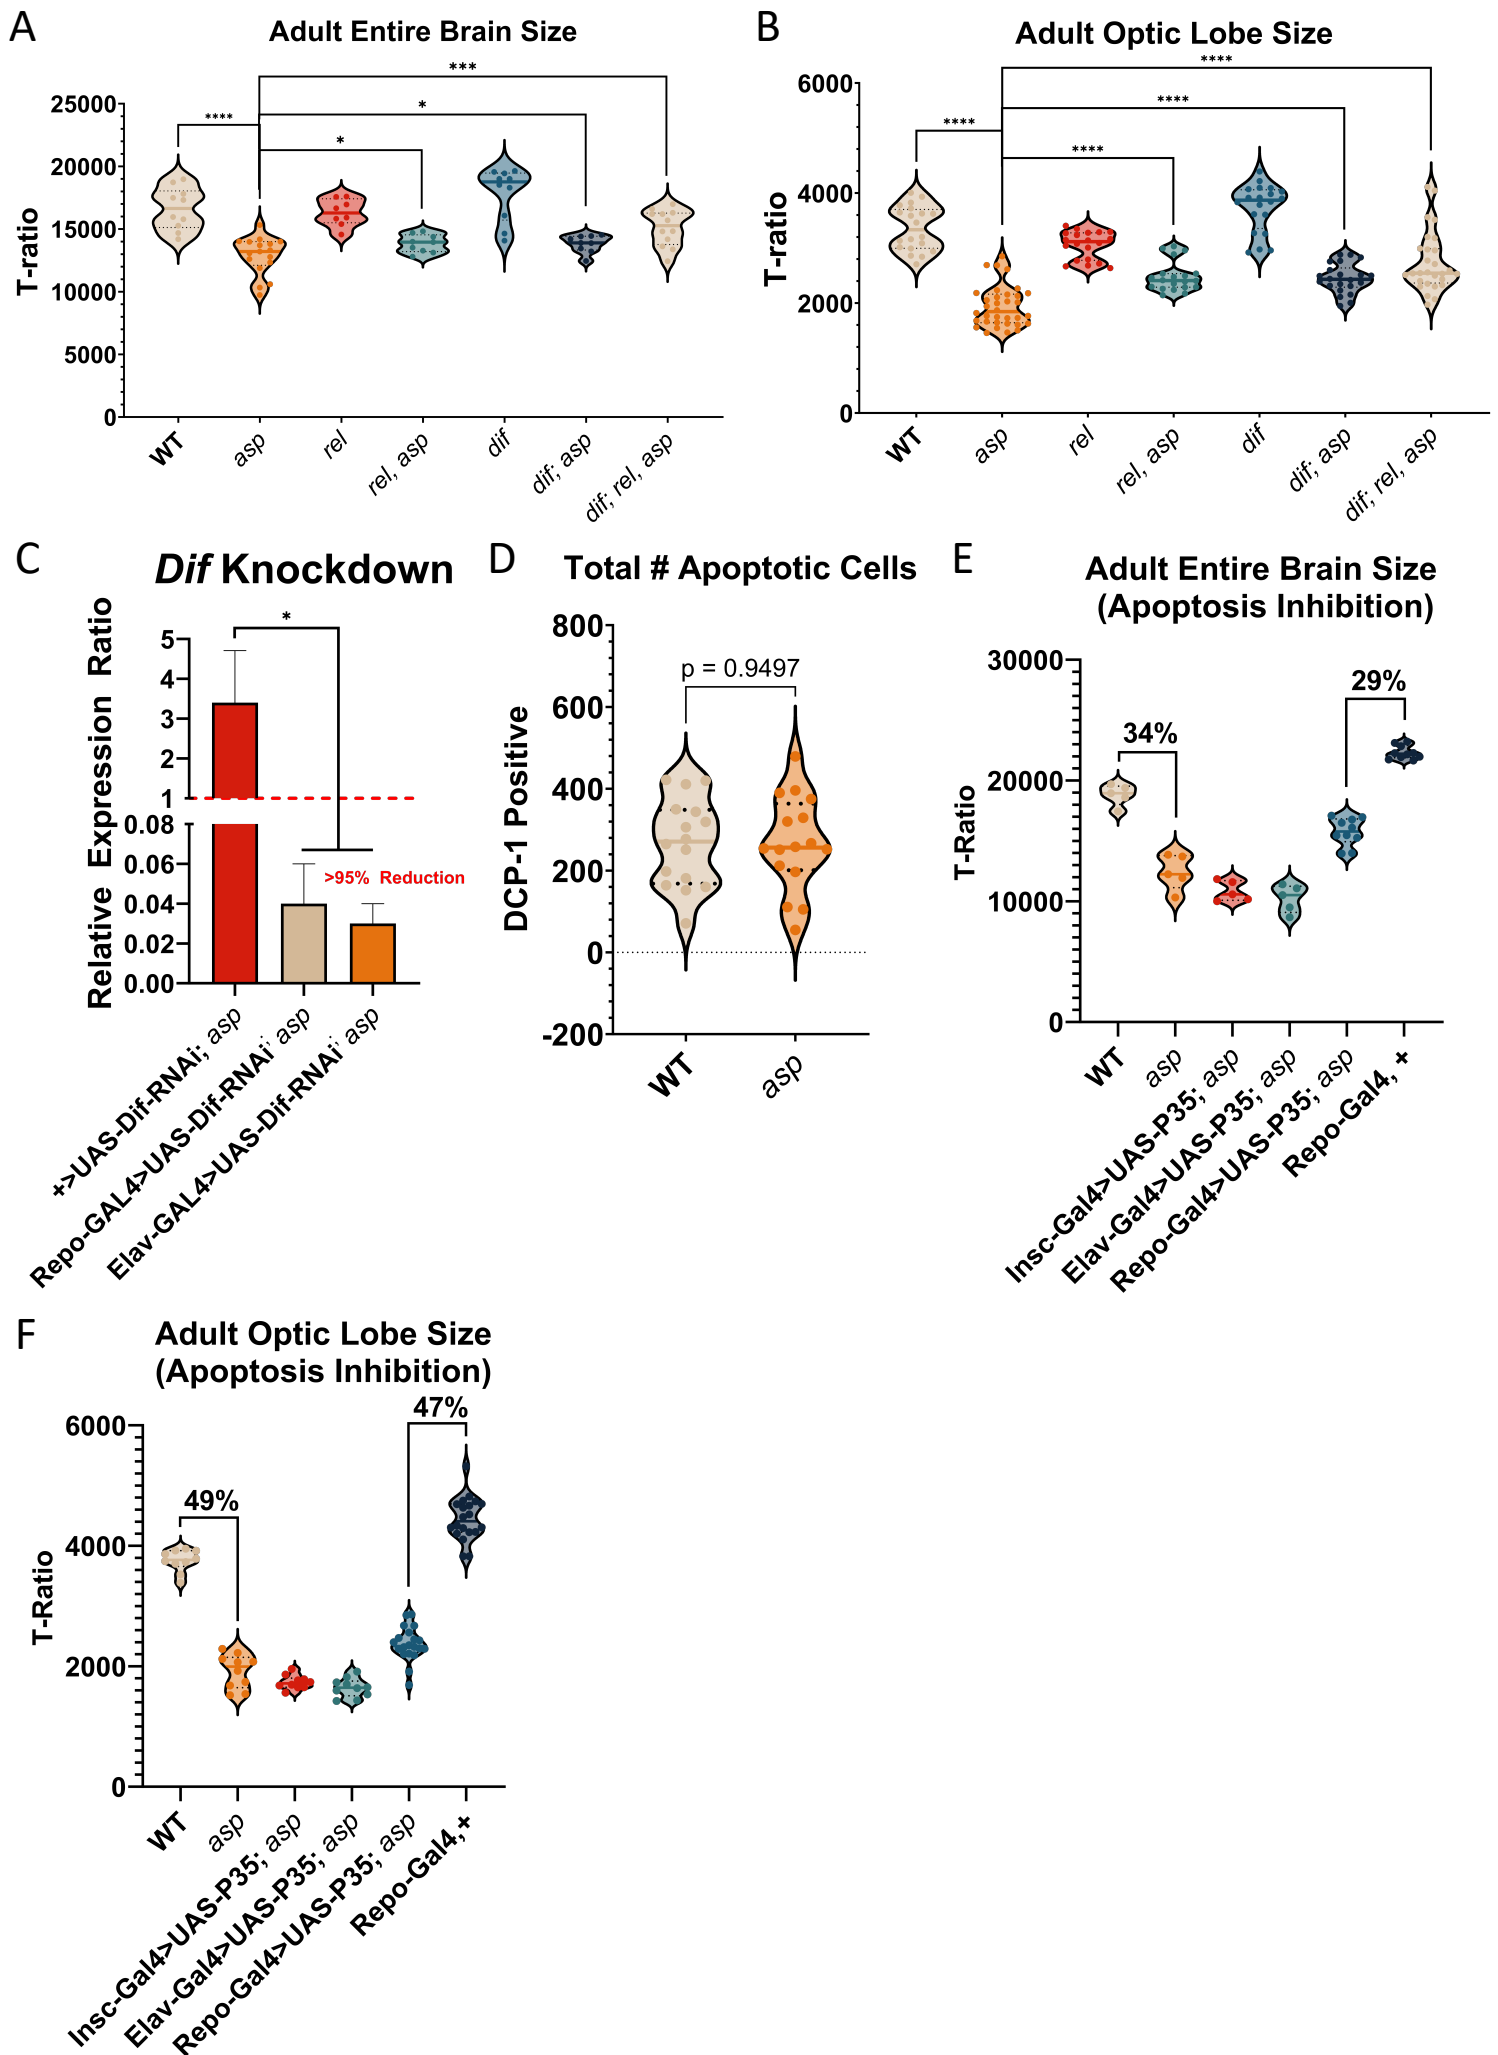 A
Adult Entire Brain Size
T-ratio
25000
20000
15000
10000
5000
0
****
*
*
***
WT
asp
rel
rel, asp
dif
dif; asp
dif; rel, asp
B
Adult Optic Lobe Size
T-ratio
6000
4000
2000
0
****
****
****
****
WT
asp
rel
rel, asp
dif
dif; asp
dif; rel, asp
C
Dif Knockdown
Relative Expression Ratio
5
4
3
2
1
0.08
0.06
0.04
0.02
0.00
*
>95% Reduction
+>UAS-Dif-RNAi; asp
Repo-GAL4>UAS-Dif-RNAi; asp
Elav-GAL4>UAS-Dif-RNAi; asp
D
Total # Apoptotic Cells
DCP-1 Positive
800
600
400
200
0
-200
p = 0.9497
WT
asp
E
Adult Entire Brain Size
(Apoptosis Inhibition)
T-Ratio
30000
20000
10000
0
34%
29%
WT
asp
Insc-Gal4>UAS-P35; asp
Elav-Gal4>UAS-P35; asp
Repo-Gal4>UAS-P35; asp
Repo-Gal4, +
F
Adult Optic Lobe Size
(Apoptosis Inhibition)
T-Ratio
6000
4000
2000
0
49%
47%
WT
asp
Insc-Gal4>UAS-P35; asp
Elav-Gal4>UAS-P35; asp
Repo-Gal4>UAS-P35; asp
Repo-Gal4,+